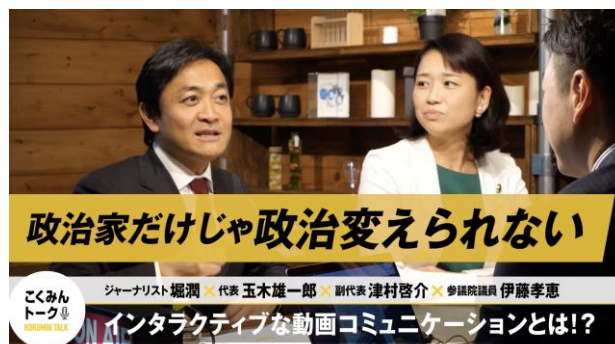 政治家だけじゃ政治変えられない
こくみん
トーク
KOKUMIN TALK
ジャーナリスト 堀潤 × 代表 玉木雄一郎 × 副代表 津村啓介 × 参議院議員 伊藤孝恵
インタラクティブな動画コミュニケーションとは!?
ON AIR